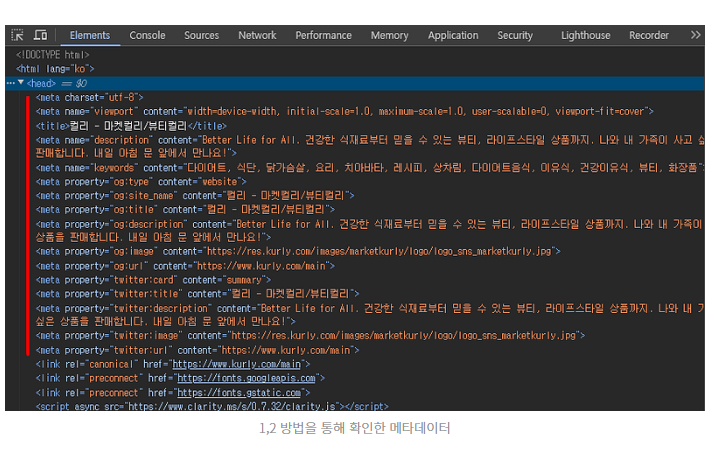 Elements Console Sources Network Performance Memory Application Security Lighthouse Recorder
<!DOCTYPE html>
<html lang="ko">
<head> == $0
<meta charset="utf-8">
<meta name="viewport" content="width=device-width, initial-scale=1.0, maximum-scale=1.0, user-scalable=0, viewport-fit=cover">
<title>컬리 - 마켓컬리/뷰티컬리</title>
<meta name="description" content="Better Life for All. 건강한 식재료부터 믿을 수 있는 뷰티, 라이프스타일 상품까지. 나와 내 가족이 사고 싶
판매합니다. 내일 아침 문 앞에서 만나요!">
<meta name="keywords" content="다이어트, 식단, 닭가슴살, 요리, 치아바타, 레시피, 상차림, 다이어트음식, 이유식, 건강이유식, 뷰티, 화장품"
<meta property="og:type" content="website">
<meta property="og:site_name" content="컬리 - 마켓컬리/뷰티컬리">
<meta property="og:title" content="컬리 - 마켓컬리/뷰티컬리">
<meta property="og:description" content="Better Life for All. 건강한 식재료부터 믿을 수 있는 뷰티, 라이프스타일 상품까지. 나와 내 가족이
상품을 판매합니다. 내일 아침 문 앞에서 만나요!">
<meta property="og:image" content="https://res.kurly.com/images/marketkurly/logo/logo_sns_marketkurly.jpg">
<meta property="og:url" content="https://www.kurly.com/main">
<meta property="twitter:card" content="summary">
<meta property="twitter:title" content="컬리 - 마켓컬리/뷰티컬리">
<meta property="twitter:description" content="Better Life for All. 건강한 식재료부터 믿을 수 있는 뷰티, 라이프스타일 상품까지. 나와 내 가
싶은 상품을 판매합니다. 내일 아침 문 앞에서 만나요!">
<meta property="twitter:image" content="https://res.kurly.com/images/marketkurly/logo/logo_sns_marketkurly.jpg">
<meta property="twitter:url" content="https://www.kurly.com/main">
<link rel="canonical" href="https://www.kurly.com/main">
<link rel="preconnect" href="https://fonts.googleapis.com">
<link rel="preconnect" href="https://fonts.gstatic.com">
<script async src="https://www.clarity.ms/s/0.7.32/clarity.js"></script>
1,2 방법을 통해 확인한 메타데이터